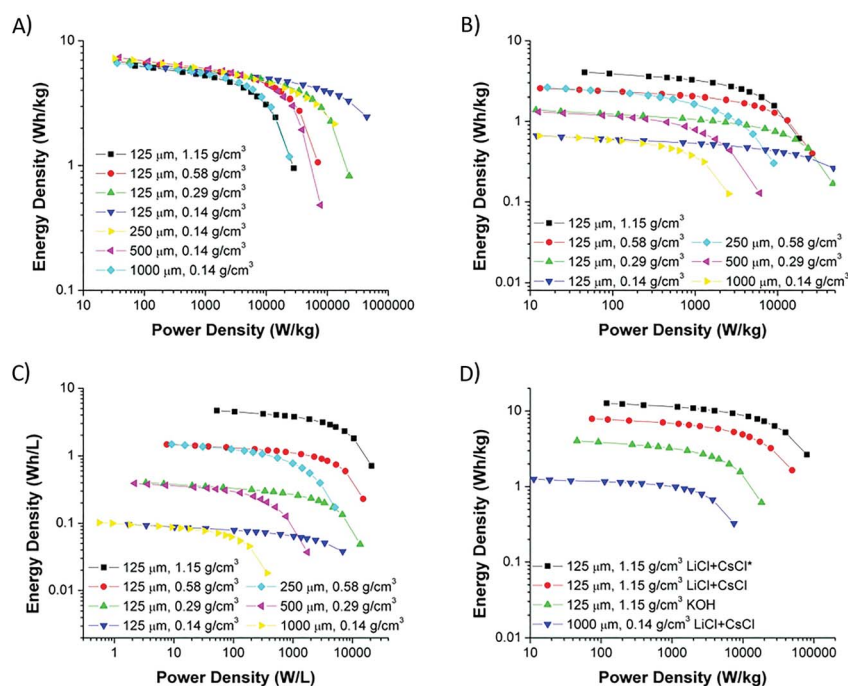 A)
10
1
0.1
Energy Density (Wh/kg)
125 μm, 1.15 g/cm³
125 μm, 0.58 g/cm³
125 μm, 0.29 g/cm³
125 μm, 0.14 g/cm³
250 μm, 0.14 g/cm³
500 μm, 0.14 g/cm³
1000 μm, 0.14 g/cm³
10 100 1000 10000 100000 1000000
Power Density (W/kg)
B)
10
1
0.1
0.01
Energy Density (Wh/kg)
125 μm, 1.15 g/cm³
125 μm, 0.58 g/cm³ 250 μm, 0.58 g/cm³
125 μm, 0.29 g/cm³ 500 μm, 0.29 g/cm³
125 μm, 0.14 g/cm³ 1000 μm, 0.14 g/cm³
10 100 1000 10000
Power Density (W/kg)
C)
10
1
0.1
0.01
Energy Density (Wh/L)
125 μm, 1.15 g/cm³
125 μm, 0.58 g/cm³ 250 μm, 0.58 g/cm³
125 μm, 0.29 g/cm³ 500 μm, 0.29 g/cm³
125 μm, 0.14 g/cm³ 1000 μm, 0.14 g/cm³
1 10 100 1000 10000
Power Density (W/L)
D)
100
10
1
0.1
0.01
Energy Density (Wh/kg)
125 μm, 1.15 g/cm³ LiCl+CsCl*
125 μm, 1.15 g/cm³ LiCl+CsCl
125 μm, 1.15 g/cm³ KOH
1000 μm, 0.14 g/cm³ LiCl+CsCl
10 100 1000 10000 100000
Power Density (W/kg)